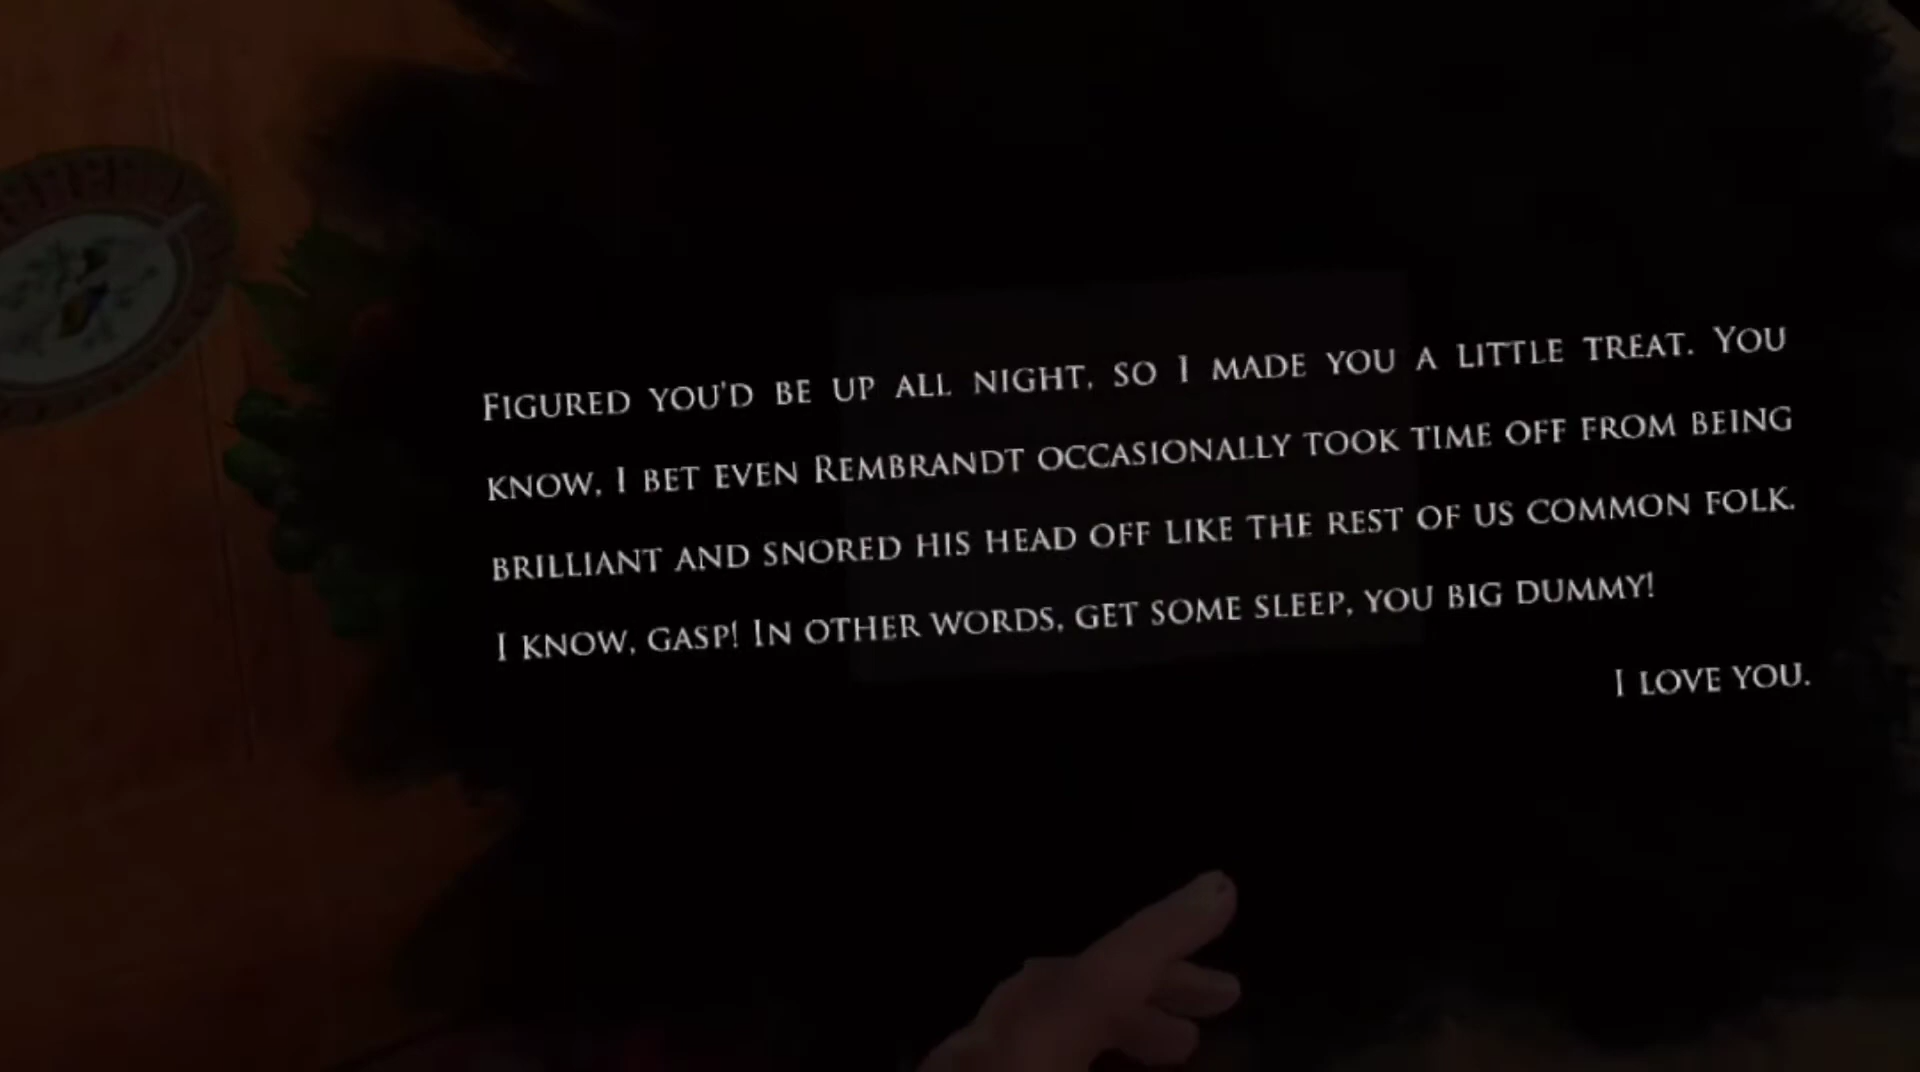 Figured you'd be up all night, so I made you a little treat. You
know, I bet even Rembrandt occasionally took time off from being
brilliant and snored his head off like the rest of us common folk.
I know, gasp! In other words, get some sleep, you big dummy!
I love you.